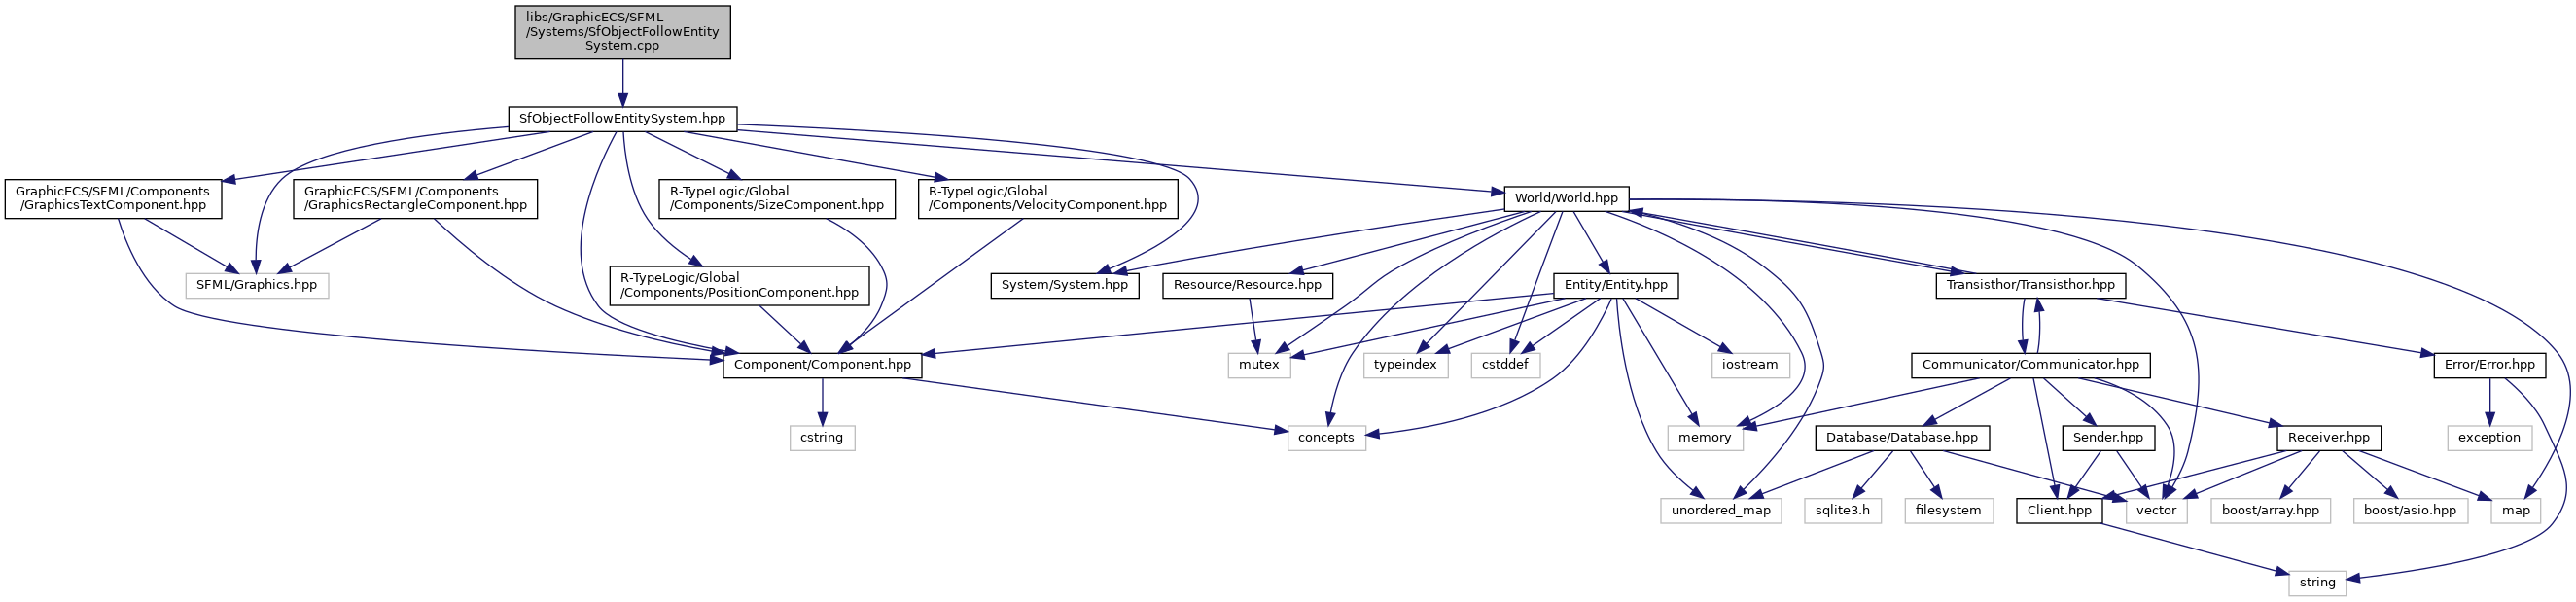 libs/GraphicECS/SFML
/Systems/SfObjectFollowEntity
System.cpp
SfObjectFollowEntitySystem.hpp
GraphicECS/SFML/Components
/GraphicsTextComponent.hpp
GraphicECS/SFML/Components
/GraphicsRectangleComponent.hpp
R-TypeLogic/Global
/Components/SizeComponent.hpp
R-TypeLogic/Global
/Components/VelocityComponent.hpp
World/World.hpp
SFML/Graphics.hpp
R-TypeLogic/Global
/Components/PositionComponent.hpp
System/System.hpp
Resource/Resource.hpp
Entity/Entity.hpp
Transisthor/Transisthor.hpp
Component/Component.hpp
mutex
typeindex
cstddef
iostream
Communicator/Communicator.hpp
Error/Error.hpp
cstring
concepts
memory
Database/Database.hpp
Sender.hpp
Receiver.hpp
exception
unordered_map
sqlite3.h
filesystem
Client.hpp
vector
boost/array.hpp
boost/asio.hpp
map
string